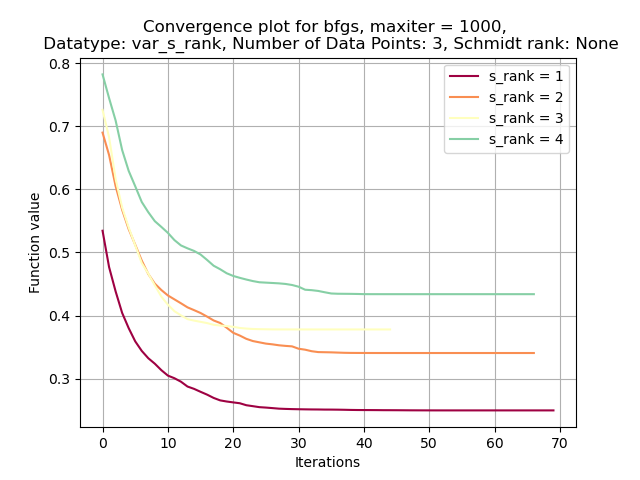 Convergence plot for bfgs, maxiter = 1000,
Datatype: var_s_rank, Number of Data Points: 3, Schmidt rank: None
s_rank = 1
s_rank = 2
s_rank = 3
s_rank = 4
Function value
0.8
0.7
0.6
0.5
0.4
0.3
0 10 20 30 40 50 60 70
Iterations